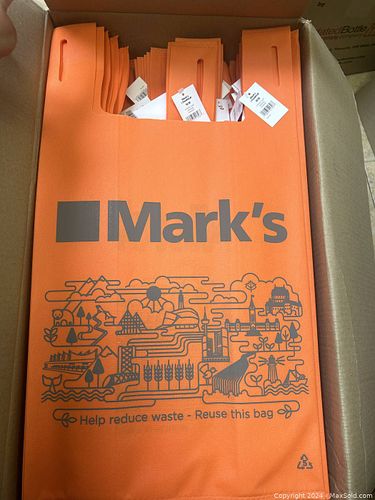 Mark's
Help reduce waste - Reuse this bag
Copyright 2024 - MaxSold.com